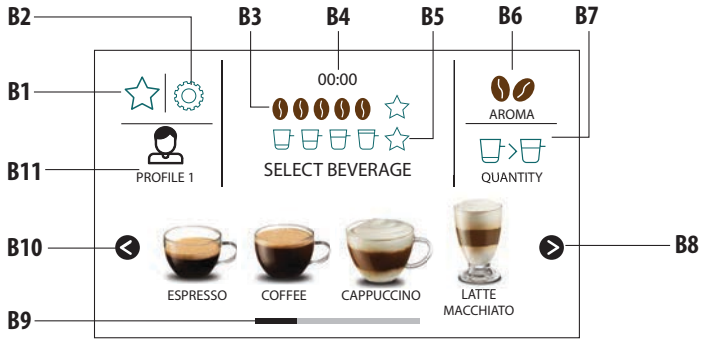 B2
B3
B4
B5
B6
B7
B1
00:00
AROMA
SELECT BEVERAGE
B11
PROFILE 1
QUANTITY
B10
B8
ESPRESSO
COFFEE
CAPPUCCINO
LATTE
MACCHIATO
B9